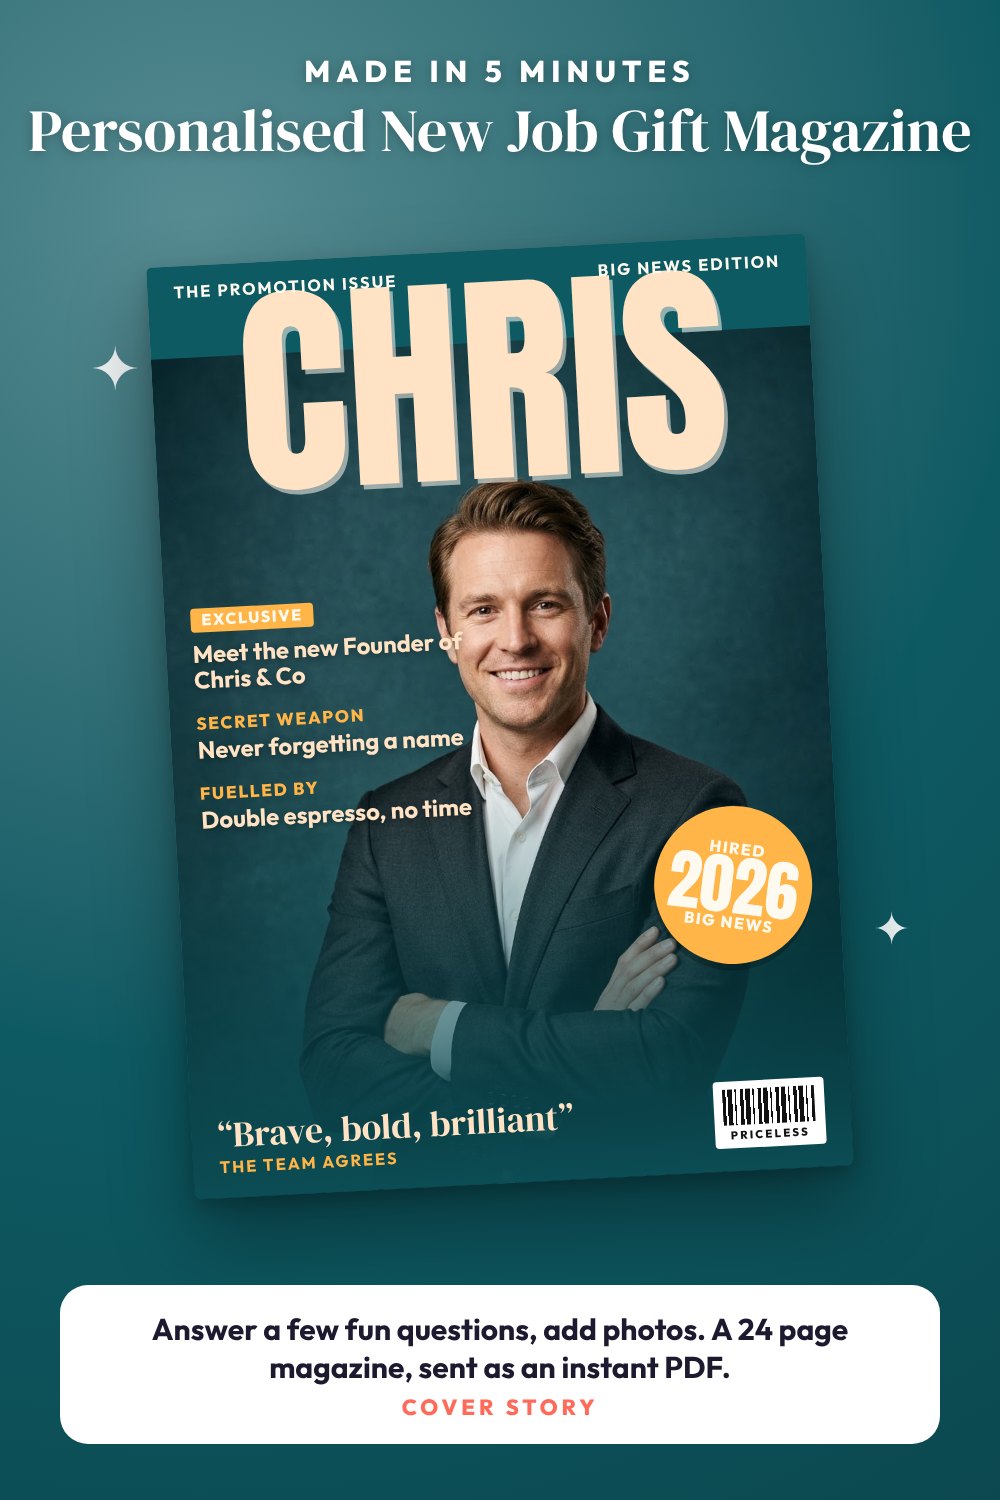 MADE IN 5 MINUTES
Personalised New Job Gift Magazine
THE PROMOTION ISSUE
BIG NEWS EDITION
CHRIS
EXCLUSIVE
Meet the new Founder of
Chris & Co
SECRET WEAPON
Never forgetting a name
FUELLED BY
Double espresso, no time
HIRED
2026
BIG NEWS
“Brave, bold, brilliant”
THE TEAM AGREES
PRICELESS
Answer a few fun questions, add photos. A 24 page
magazine, sent as an instant PDF.
COVER STORY